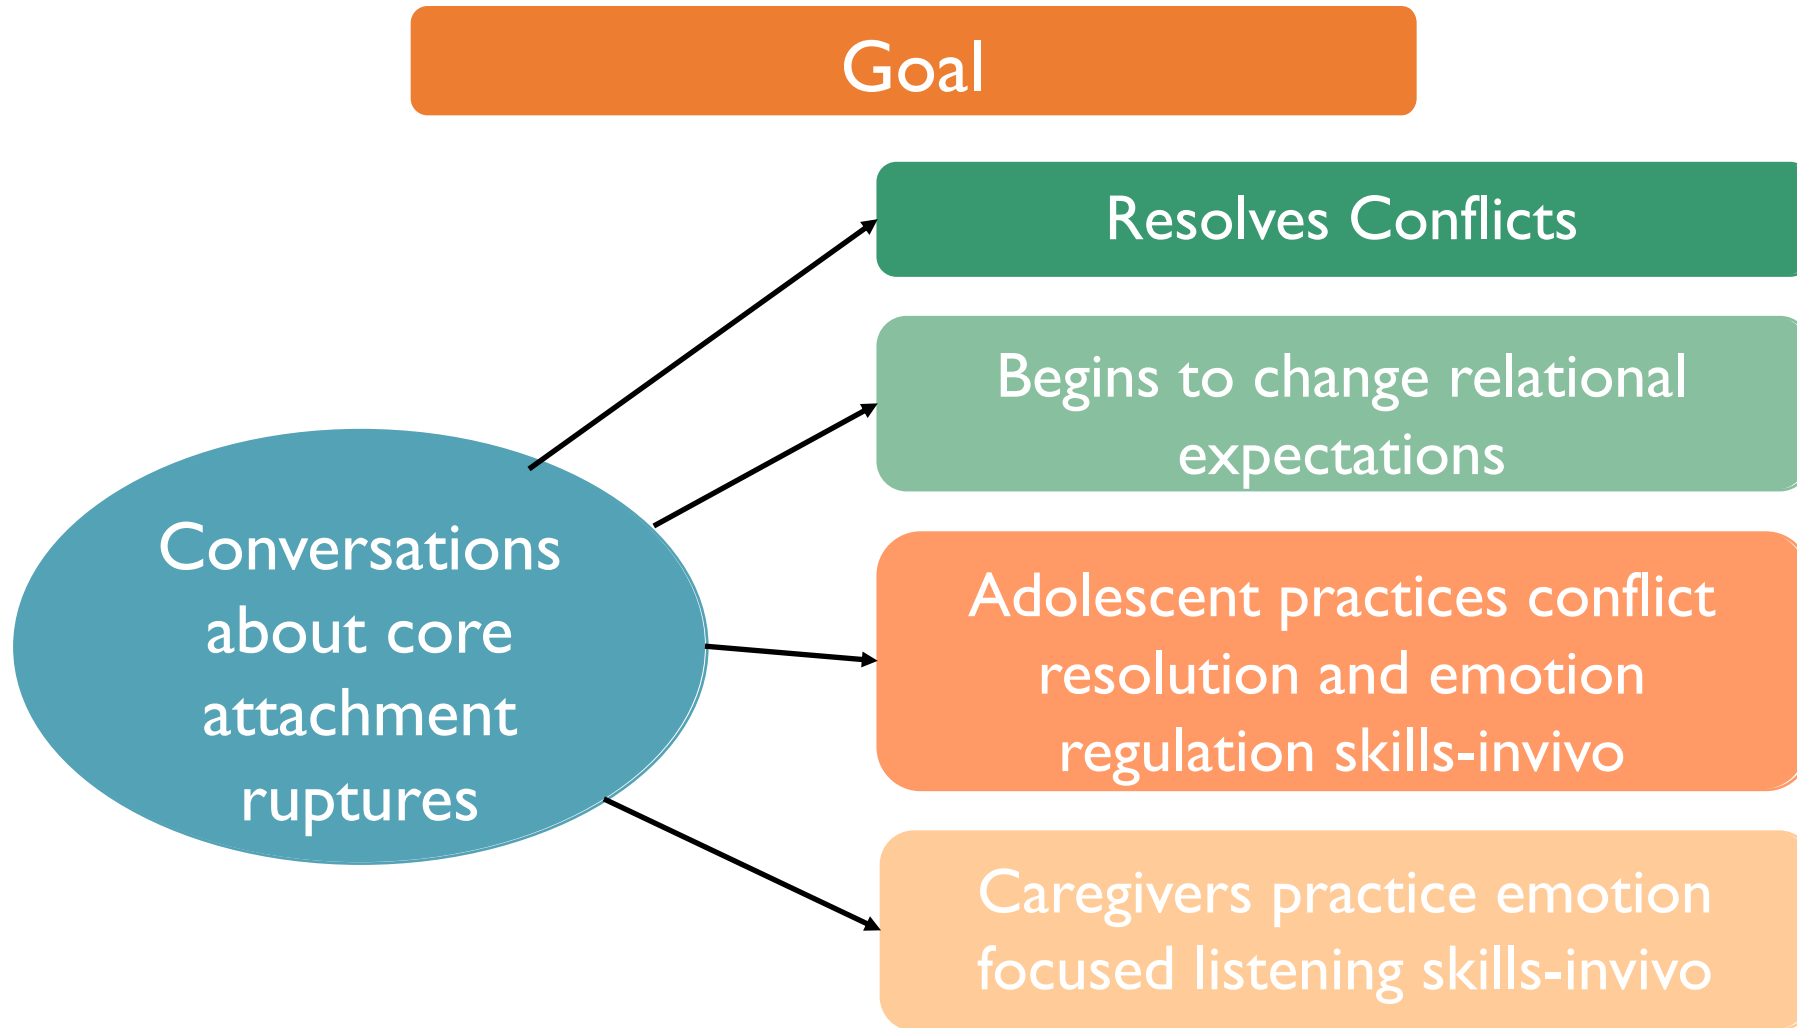 Goal
Resolves Conflicts
Begins to change relational
expectations
Conversations
about core
attachment
ruptures
Adolescent practices conflict
resolution and emotion
regulation skills-invivo
Caregivers practice emotion
focused listening skills-invivo